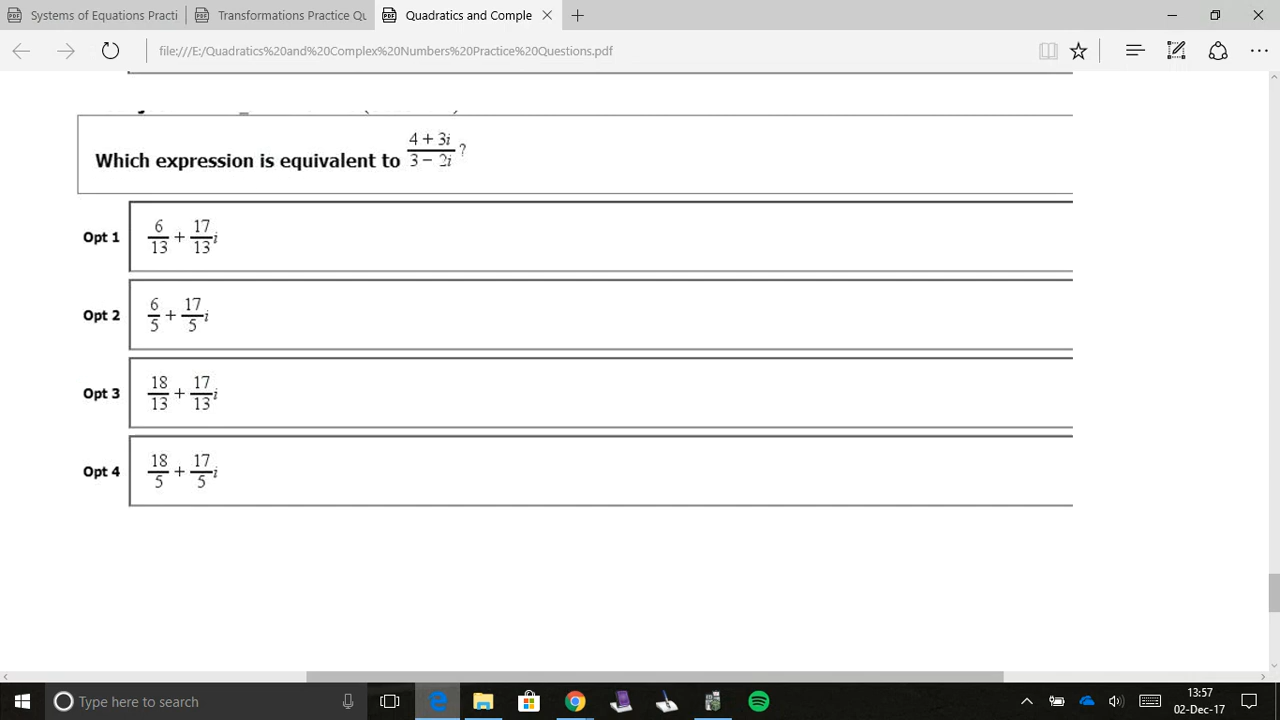 Systems of Equations Practi
Transformations Practice Qu
Quadratics and Comple
file:///E:/Quadratics%20and%20Complex%20Numbers%20Practice%20Questions.pdf
Which expression is equivalent to (4 + 3i)/(3 − 2i) ?
Opt 1 6/13 + 17/13 i
Opt 2 6/5 + 17/5 i
Opt 3 18/13 + 17/13 i
Opt 4 18/5 + 17/5 i
Type here to search
13:57
02-Dec-17